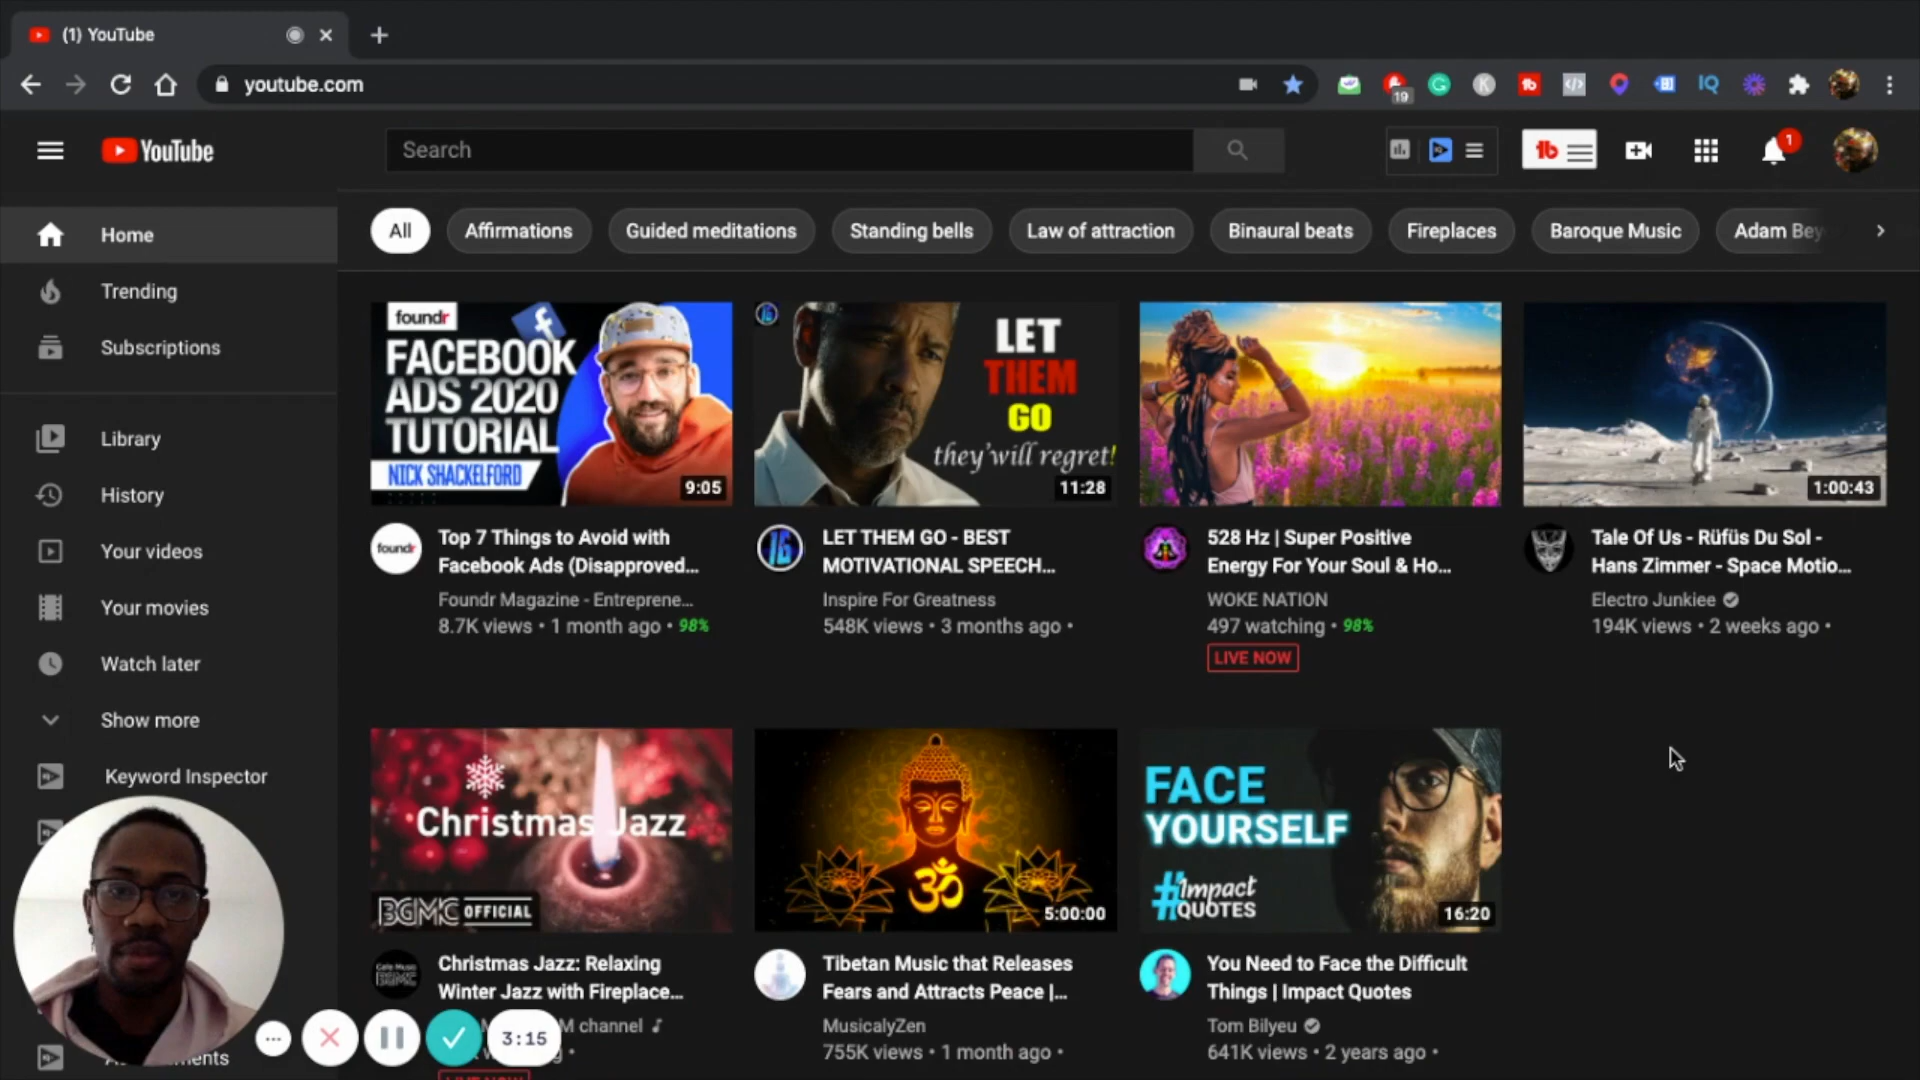 (1) YouTube
youtube.com
19
YouTube
Search
1
All
Affirmations
Guided meditations
Standing bells
Law of attraction
Binaural beats
Fireplaces
Baroque Music
Adam Bey
Home
Trending
Subscriptions
Library
History
Your videos
Your movies
Watch later
Show more
Keyword Inspector
foundr
FACEBOOK
ADS 2020
TUTORIAL
NICK SHACKELFORD
9:05
foundr
Top 7 Things to Avoid with
Facebook Ads (Disapproved...
Foundr Magazine - Entreprene...
8.7K views • 1 month ago • 98%
LET
THEM
GO
they'will regret!
11:28
LET THEM GO - BEST
MOTIVATIONAL SPEECH...
Inspire For Greatness
548K views • 3 months ago •
528 Hz | Super Positive
Energy For Your Soul & Ho...
WOKE NATION
497 watching • 98%
LIVE NOW
1:00:43
Tale Of Us - Rüfüs Du Sol -
Hans Zimmer - Space Motio...
Electro Junkiee
194K views • 2 weeks ago •
Christmas Jazz
BGMC OFFICIAL
Christmas Jazz: Relaxing
Winter Jazz with Fireplace...
M channel
3:15
5:00:00
Tibetan Music that Releases
Fears and Attracts Peace |...
MusicalyZen
755K views • 1 month ago •
FACE
YOURSELF
#Impact
QUOTES
16:20
You Need to Face the Difficult
Things | Impact Quotes
Tom Bilyeu
641K views • 2 years ago •